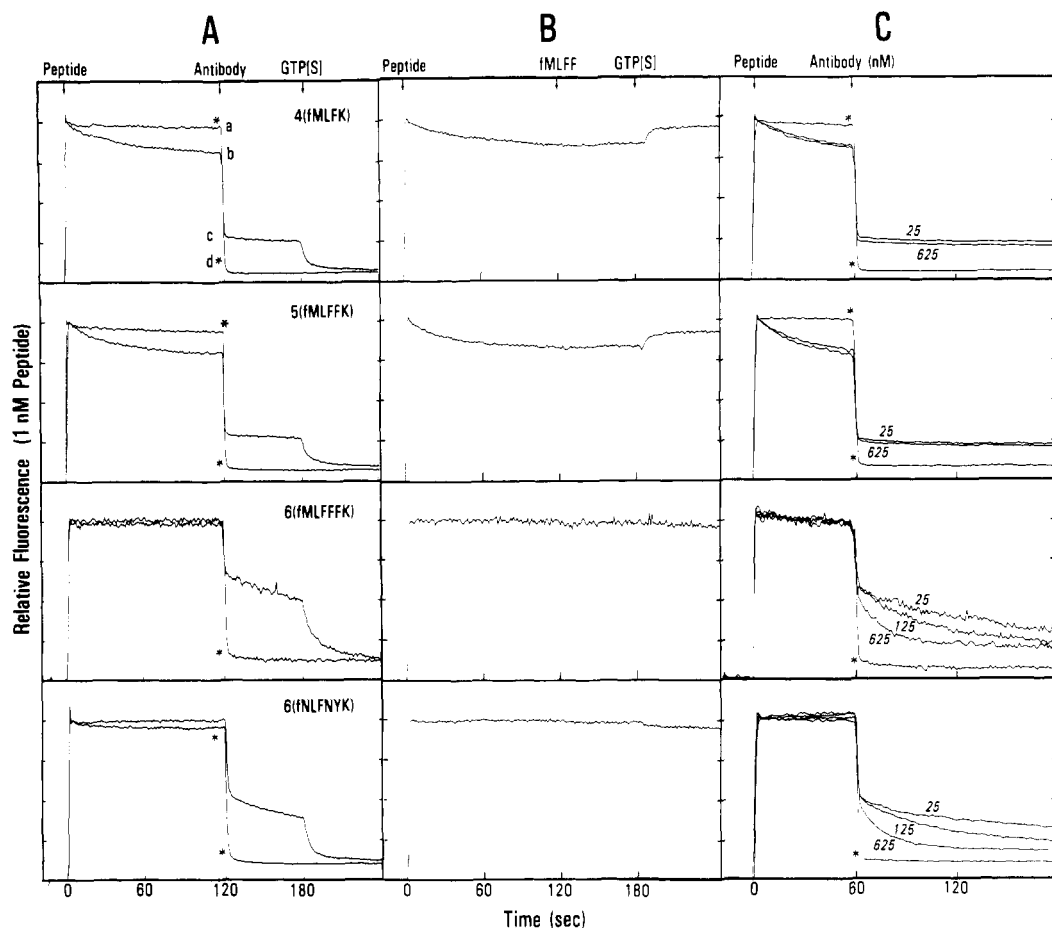 A B C
Peptide Antibody GTP[S] Peptide fMLFF GTP[S] Peptide Antibody (nM)
4(fMLFK)
* a
b
c
d *
*
*
25
625
5(fMLFFK)
*
*
*
*
25
625
6(fMLFFFK)
*
*
25
125
625
6(fNLFNYK)
*
*
*
25
125
625
0 60 120 180 0 60 120 180 0 60 120
Time (sec)
Relative Fluorescence (1 nM Peptide)